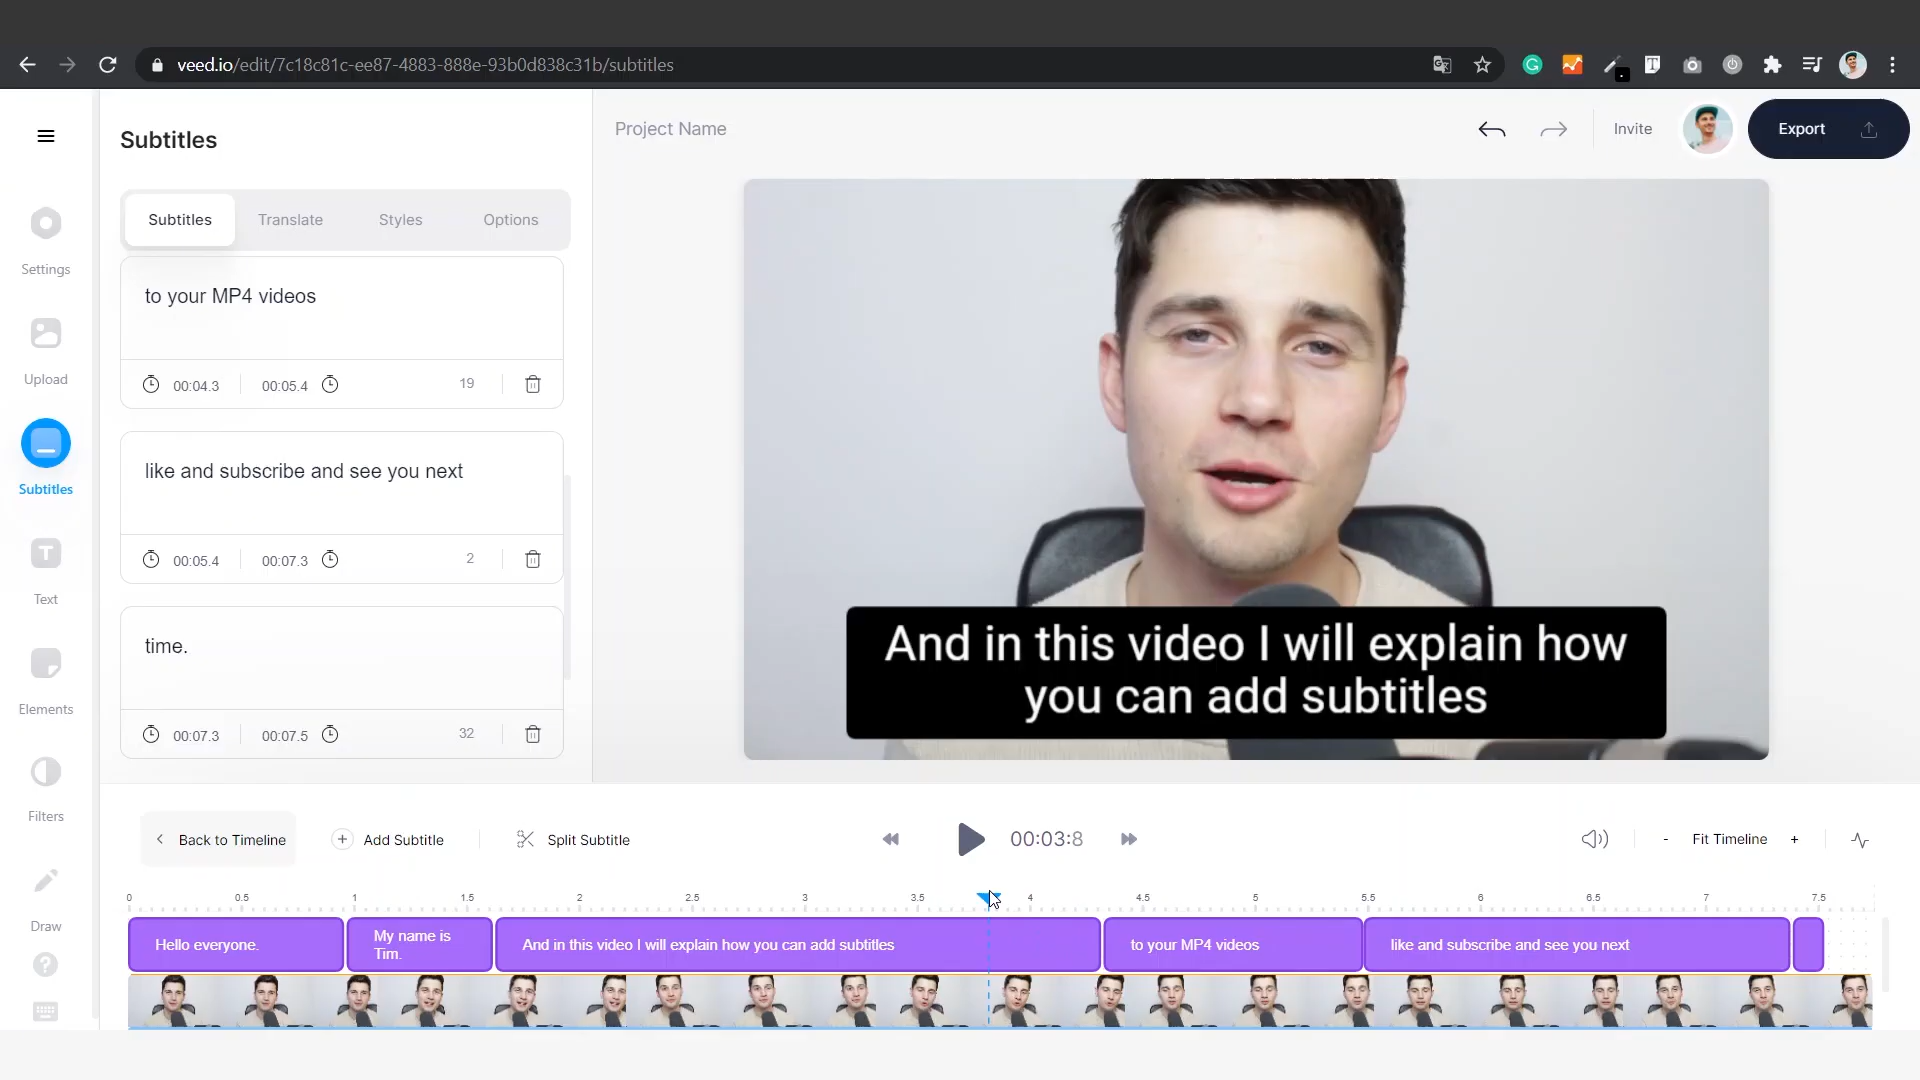 veed.io/edit/7c18c81c-ee87-4883-888e-93b0d838c31b/subtitles
Settings
Upload
Subtitles
Text
Elements
Filters
Draw
Subtitles
Subtitles Translate Styles Options
to your MP4 videos
00:04.3 00:05.4 19
like and subscribe and see you next
00:05.4 00:07.3 2
time.
00:07.3 00:07.5 32
Project Name
Invite
Export
And in this video I will explain how
you can add subtitles
Back to Timeline Add Subtitle Split Subtitle 00:03:8 - Fit Timeline +
0 0.5 1 1.5 2 2.5 3 3.5 4 4.5 5 5.5 6 6.5 7 7.5
Hello everyone.
My name is
Tim.
And in this video I will explain how you can add subtitles
to your MP4 videos
like and subscribe and see you next